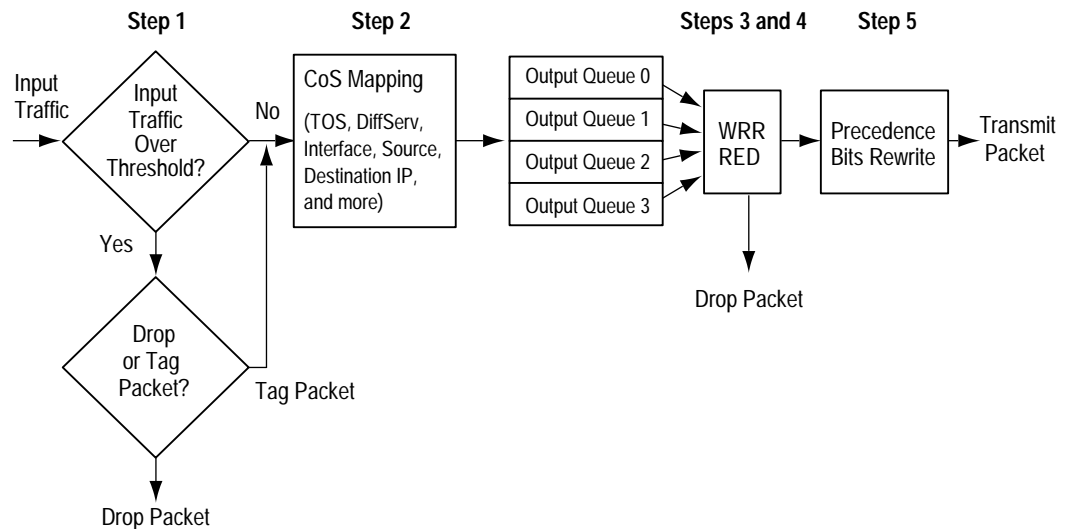 Step 1
Step 2
Steps 3 and 4
Step 5
Input
Traffic
Input
Traffic
Over
Threshold?
No
Yes
Drop
or Tag
Packet?
Tag Packet
Drop Packet
CoS Mapping
(TOS, DiffServ,
Interface, Source,
Destination IP,
and more)
Output Queue 0
Output Queue 1
Output Queue 2
Output Queue 3
WRR
RED
Drop Packet
Precedence
Bits Rewrite
Transmit
Packet